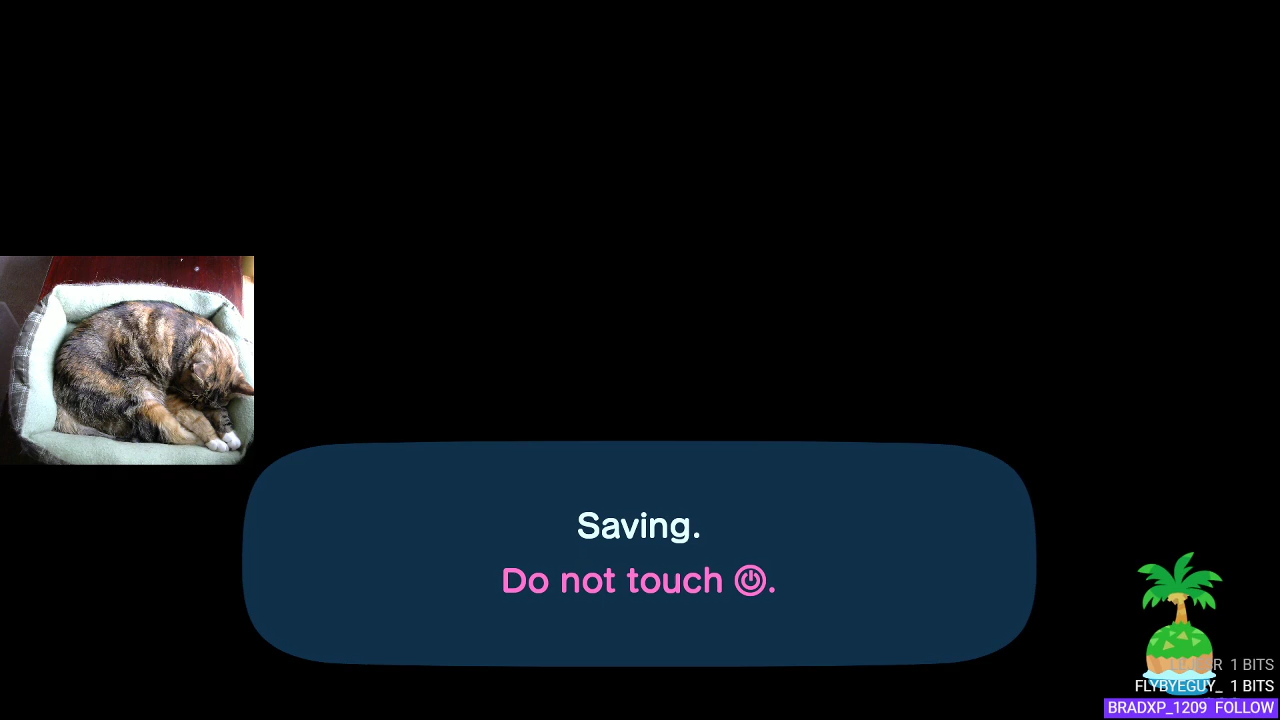 Saving.
Do not touch ⏻.
R 1 BITS
FLYBYEGUY_ 1 BITS
BRADXP_1209 FOLLOW